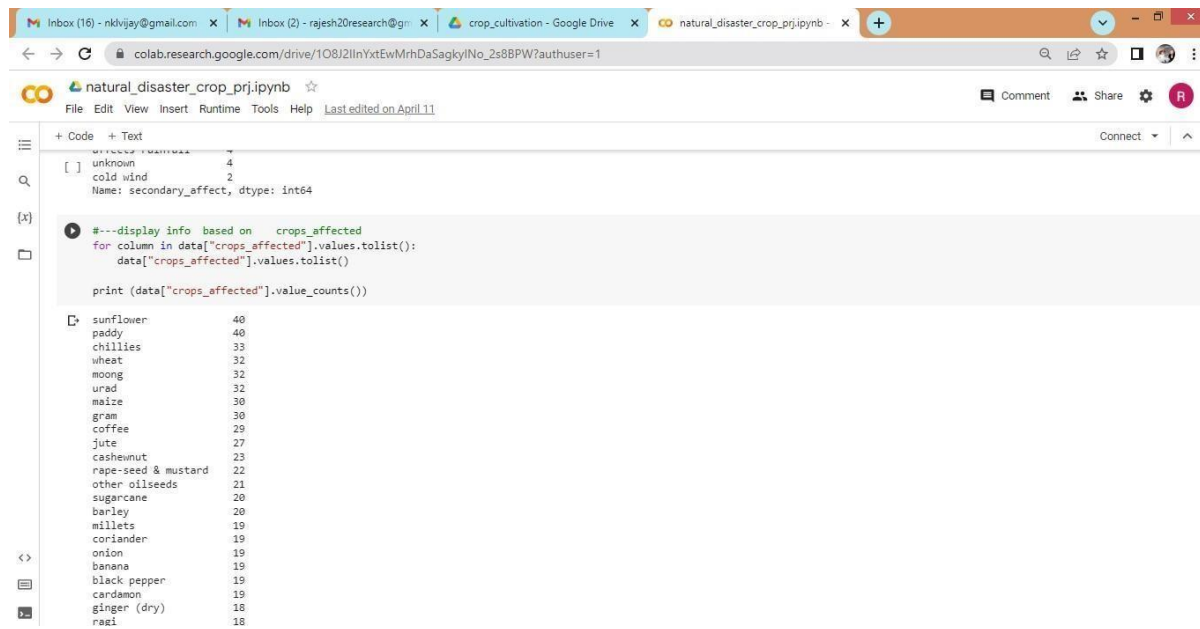 Inbox (16) - nklvijay@gmail.com
Inbox (2) - rajesh20research@gm
crop_cultivation - Google Drive
natural_disaster_crop_prj.ipynb -
colab.research.google.com/drive/1O8J2IInYxtEwMrhDaSagkyINo_2s8BPW?authuser=1
natural_disaster_crop_prj.ipynb
Comment
Share
R
File Edit View Insert Runtime Tools Help Last edited on April 11
+ Code + Text
Connect
affects rainfall 4
[ ] unknown 4
cold wind 2
Name: secondary_affect, dtype: int64
{x}
#---display info based on crops_affected
for column in data["crops_affected"].values.tolist():
data["crops_affected"].values.tolist()
print (data["crops_affected"].value_counts())
sunflower 40
paddy 40
chillies 33
wheat 32
moong 32
urad 32
maize 30
gram 30
coffee 29
jute 27
cashewnut 23
rape-seed & mustard 22
other oilseeds 21
sugarcane 20
barley 20
millets 19
coriander 19
onion 19
banana 19
black pepper 19
cardamon 19
ginger (dry) 18
ragi 18